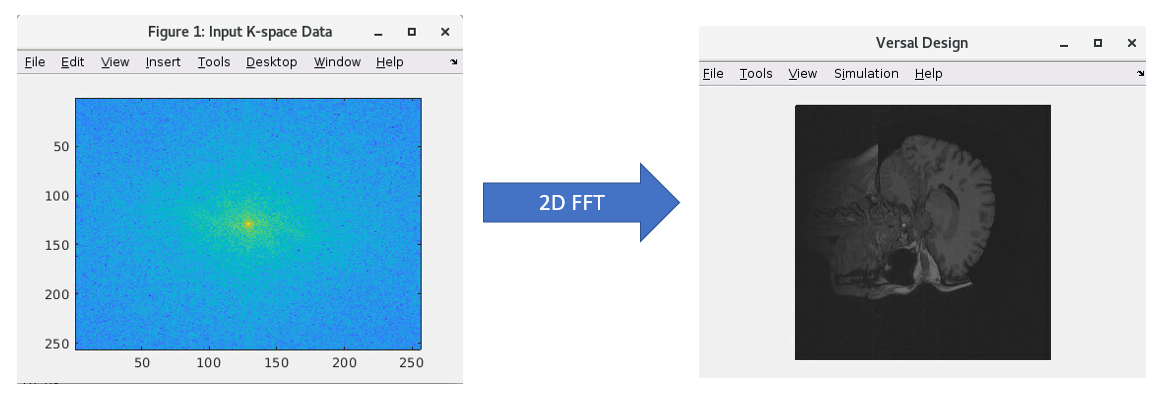 Figure 1: Input K-space Data
File Edit View Insert Tools Desktop Window Help
50
100
150
200
250
50 100 150 200 250
2D FFT
Versal Design
File Tools View Simulation Help